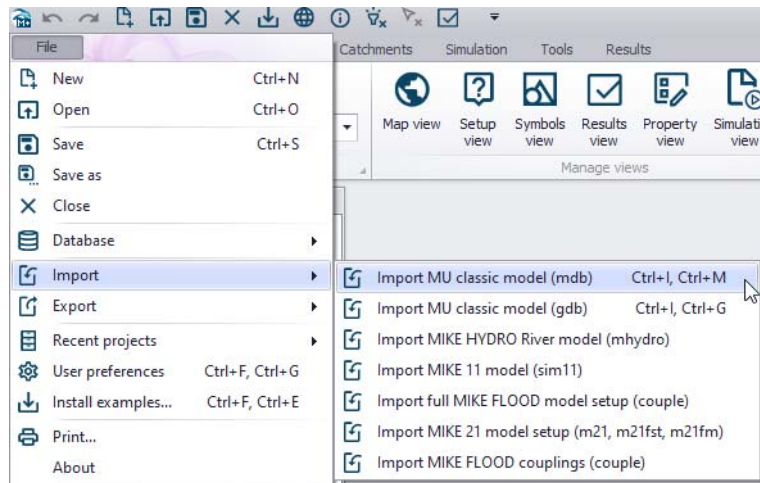 File
Catchments Simulation Tools Results
New Ctrl+N
Open Ctrl+O
Save Ctrl+S
Save as
Close
Database
Import
Export
Recent projects
User preferences Ctrl+F, Ctrl+G
Install examples... Ctrl+F, Ctrl+E
Print...
About
Map view
Setup view
Symbols view
Results view
Property view
view
Manage views
Import MU classic model (mdb) Ctrl+I, Ctrl+M
Import MU classic model (gdb) Ctrl+I, Ctrl+G
Import MIKE HYDRO River model (mhydro)
Import MIKE 11 model (sim11)
Import full MIKE FLOOD model setup (couple)
Import MIKE 21 model setup (m21, m21fst, m21fm)
Import MIKE FLOOD couplings (couple)